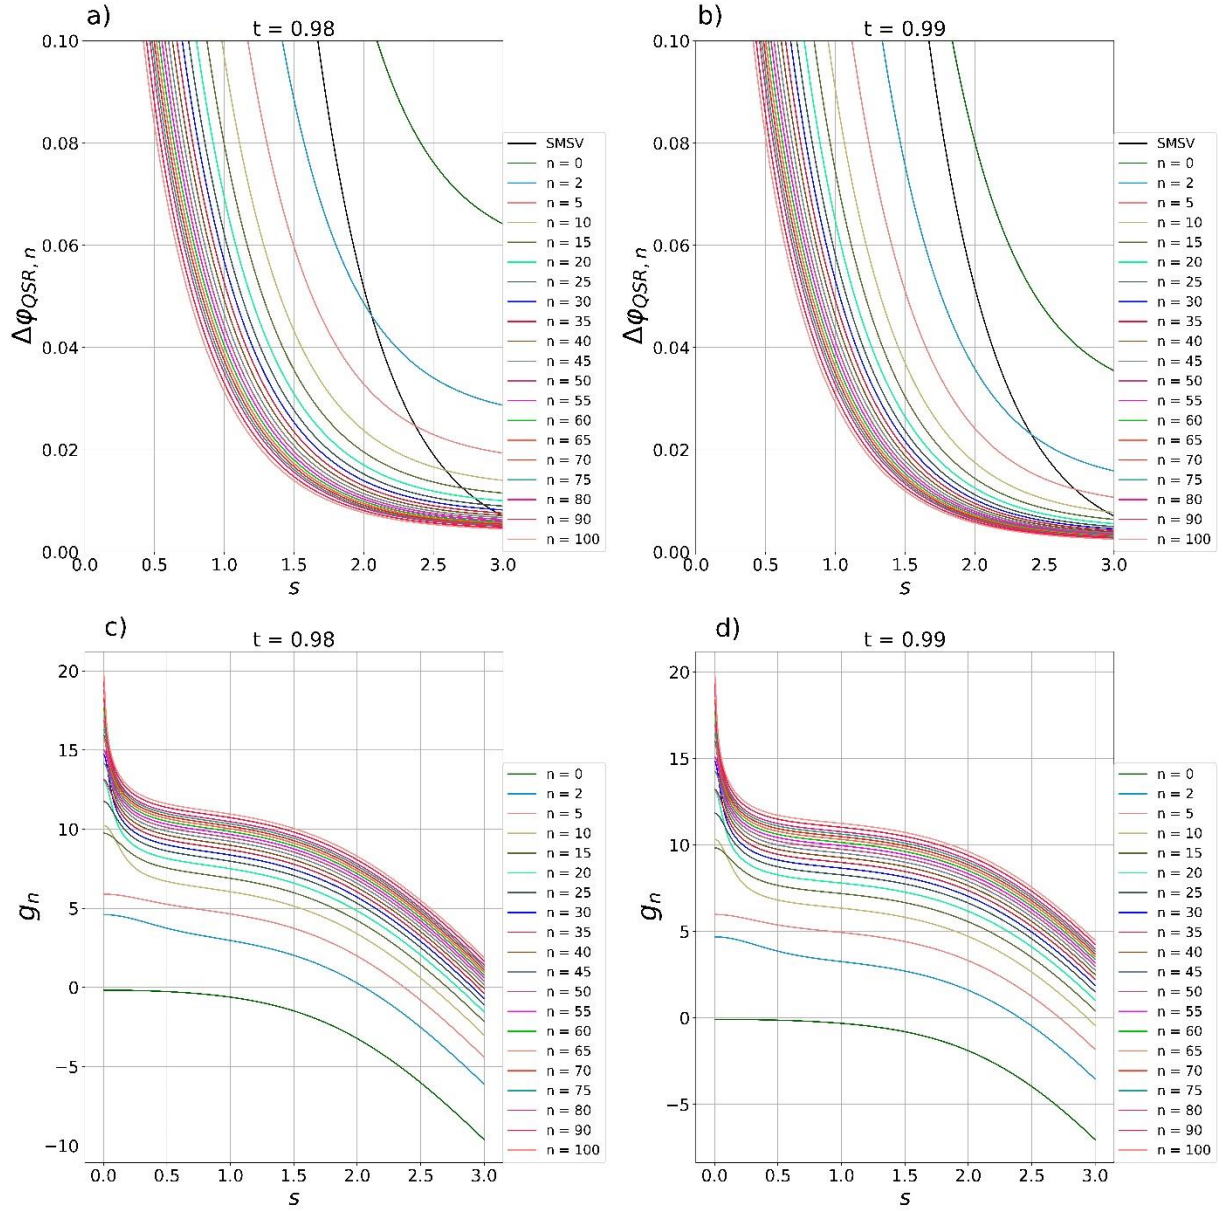 a)
t = 0.98
Δφ_QSR, n
0.10
0.08
0.06
0.04
0.02
0.00
0.0 0.5 1.0 1.5 2.0 2.5 3.0
s
SMSV
n = 0
n = 2
n = 5
n = 10
n = 15
n = 20
n = 25
n = 30
n = 35
n = 40
n = 45
n = 50
n = 55
n = 60
n = 65
n = 70
n = 75
n = 80
n = 90
n = 100
b)
t = 0.99
Δφ_QSR, n
0.10
0.08
0.06
0.04
0.02
0.00
0.0 0.5 1.0 1.5 2.0 2.5 3.0
s
SMSV
n = 0
n = 2
n = 5
n = 10
n = 15
n = 20
n = 25
n = 30
n = 35
n = 40
n = 45
n = 50
n = 55
n = 60
n = 65
n = 70
n = 75
n = 80
n = 90
n = 100
c)
t = 0.98
g_n
20
15
10
5
0
−5
−10
0.0 0.5 1.0 1.5 2.0 2.5 3.0
s
n = 0
n = 2
n = 5
n = 10
n = 15
n = 20
n = 25
n = 30
n = 35
n = 40
n = 45
n = 50
n = 55
n = 60
n = 65
n = 70
n = 75
n = 80
n = 90
n = 100
d)
t = 0.99
g_n
20
15
10
5
0
−5
0.0 0.5 1.0 1.5 2.0 2.5 3.0
s
n = 0
n = 2
n = 5
n = 10
n = 15
n = 20
n = 25
n = 30
n = 35
n = 40
n = 45
n = 50
n = 55
n = 60
n = 65
n = 70
n = 75
n = 80
n = 90
n = 100